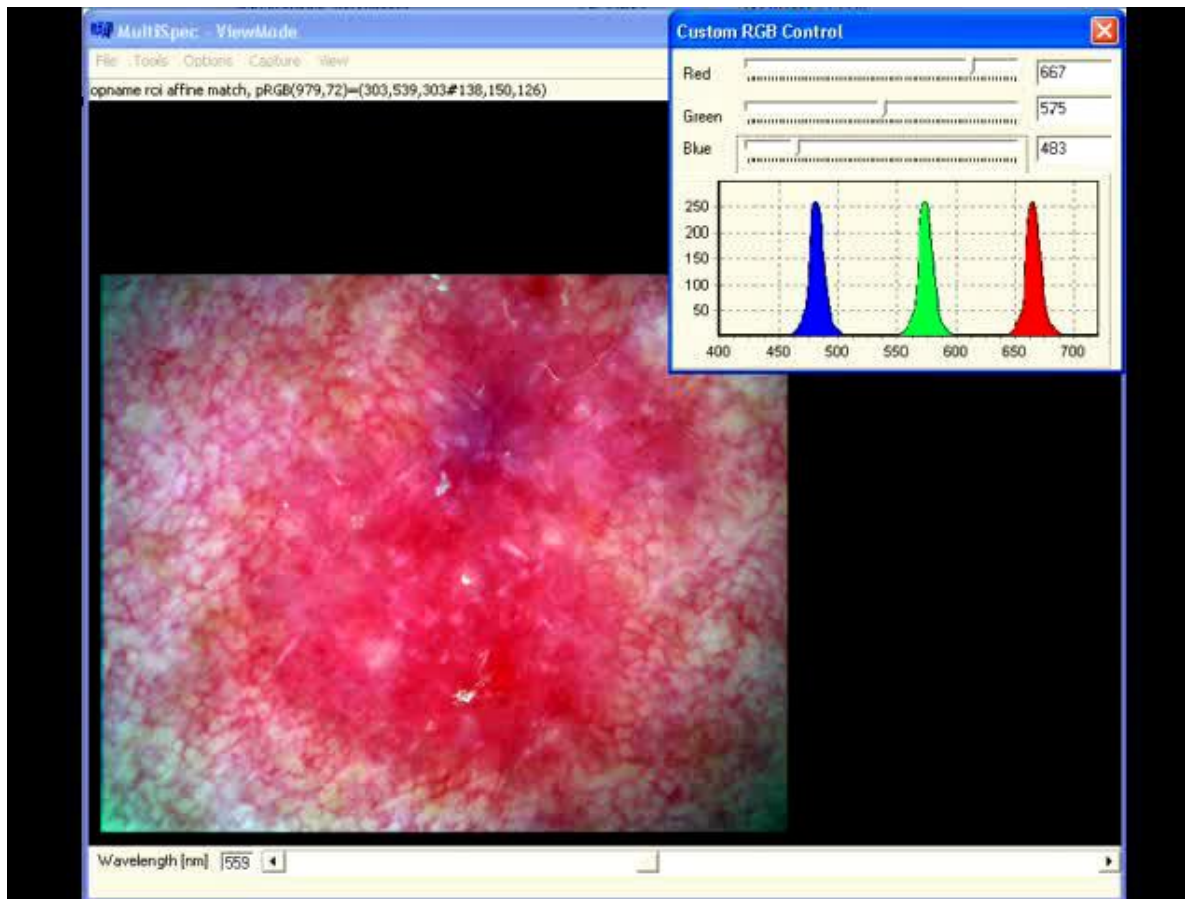 MultiSpec - ViewMode
File Tools Options Capture View
opname roi affine match, pRGB(979,72)=(303,539,303#138,150,126)
Custom RGB Control
Red 667
Green 575
Blue 483
250
200
150
100
50
400 450 500 550 600 650 700
Wavelength [nm] 559